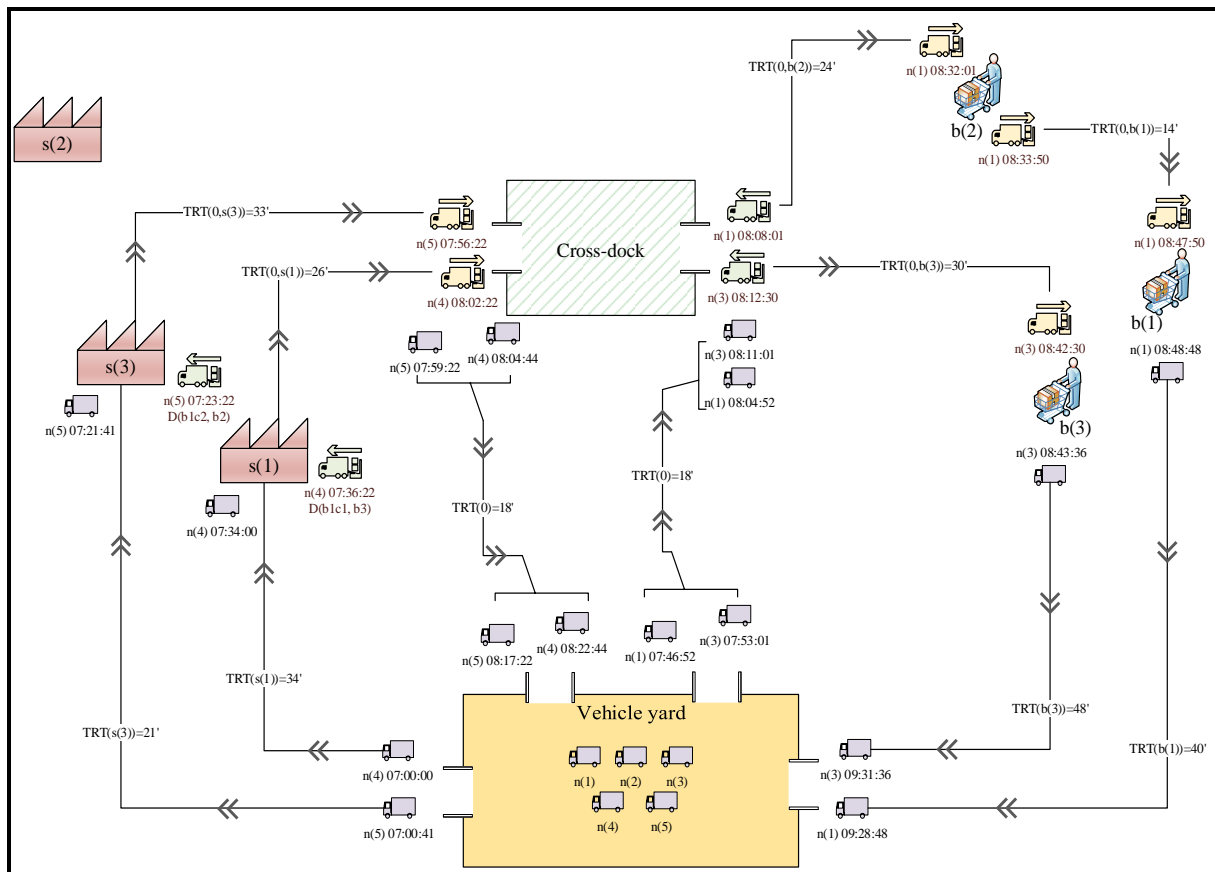 TRT(0,b(2))=24'
n(1) 08:32:01
b(2)
TRT(0,b(1))=14'
n(1) 08:33:50
s(2)
TRT(0,s(3))=33'
n(5) 07:56:22
Cross-dock
n(1) 08:08:01
n(1) 08:47:50
TRT(0,s(1))=26'
n(4) 08:02:22
n(3) 08:12:30
TRT(0,b(3))=30'
b(1)
n(3) 08:42:30
n(1) 08:48:48
s(3)
n(5) 07:59:22
n(4) 08:04:44
n(3) 08:11:01
n(1) 08:04:52
n(5) 07:23:22
D(b1c2, b2)
n(5) 07:21:41
b(3)
n(3) 08:43:36
s(1)
n(4) 07:36:22
D(b1c1, b3)
n(4) 07:34:00
TRT(0)=18'
TRT(0)=18'
n(5) 08:17:22
n(4) 08:22:44
n(1) 07:46:52
n(3) 07:53:01
TRT(s(1))=34'
TRT(b(3))=48'
Vehicle yard
TRT(s(3))=21'
TRT(b(1))=40'
n(4) 07:00:00
n(1)
n(2)
n(3)
n(3) 09:31:36
n(5) 07:00:41
n(4)
n(5)
n(1) 09:28:48